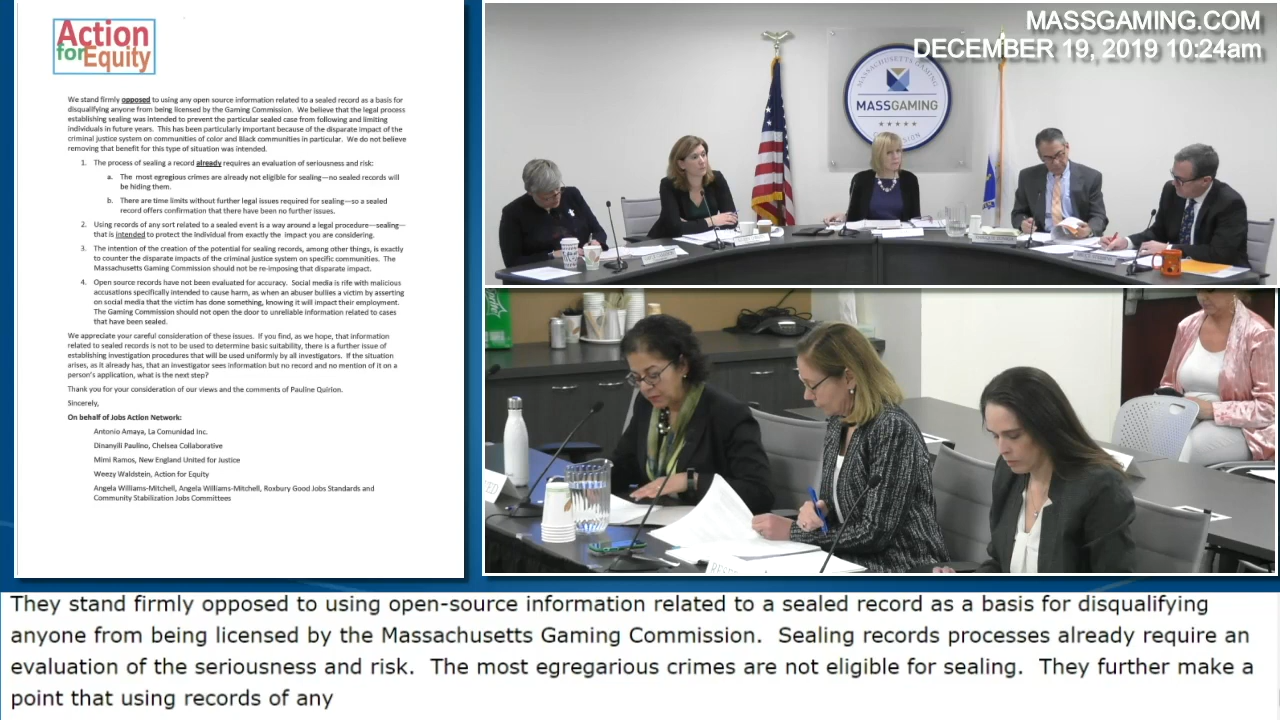 Action
for Equity
We stand firmly opposed to using any open source information related to a sealed record as a basis for
disqualifying anyone from being licensed by the Gaming Commission. We believe that the legal process
establishing sealing was intended to prevent the particular sealed case from following and limiting
individuals in future years. This has been particularly important because of the disparate impact of the
criminal justice system on communities of color and Black communities in particular. We do not believe
removing that benefit for this type of situation was intended.
1. The process of sealing a record already requires an evaluation of seriousness and risk:
a. The most egregious crimes are already not eligible for sealing—no sealed records will
be hiding them.
b. There are time limits without further legal issues required for sealing—so a sealed
record offers confirmation that there have been no further issues.
2. Using records of any sort related to a sealed event is a way around a legal procedure—sealing—
that is intended to protect the individual from exactly the impact you are considering.
3. The intention of the creation of the potential for sealing records, among other things, is exactly
to counter the disparate impacts of the criminal justice system on specific communities. The
Massachusetts Gaming Commission should not be re-imposing that disparate impact.
4. Open source records have not been evaluated for accuracy. Social media is rife with malicious
accusations specifically intended to cause harm, as when an abuser bullies a victim by asserting
on social media that the victim has done something, knowing it will impact their employment.
The Gaming Commission should not open the door to unreliable information related to cases
that have been sealed.
We appreciate your careful consideration of these issues. If you find, as we hope, that information
related to sealed records is not to be used to determine basic suitability, there is a further issue of
establishing investigation procedures that will be used uniformly by all investigators. If the situation
arises, as it already has, that an investigator sees information but no record and no mention of it on a
person's application, what is the next step?
Thank you for your consideration of our views and the comments of Pauline Quirion.
Sincerely,
On behalf of Jobs Action Network:
Antonio Amaya, La Comunidad Inc.
Dinanyili Paulino, Chelsea Collaborative
Mimi Ramos, New England United for Justice
Weezy Waldstein, Action for Equity
Angela Williams-Mitchell, Angela Williams-Mitchell, Roxbury Good Jobs Standards and
Community Stabilization Jobs Committees
MASSGAMING.COM
DECEMBER 19, 2019 10:24am
MASSACHUSETTS GAMING
MASSGAMING
COMMISSION
They stand firmly opposed to using open-source information related to a sealed record as a basis for disqualifying
anyone from being licensed by the Massachusetts Gaming Commission.  Sealing records processes already require an
evaluation of the seriousness and risk.  The most egregarious crimes are not eligible for sealing.  They further make a
point that using records of any